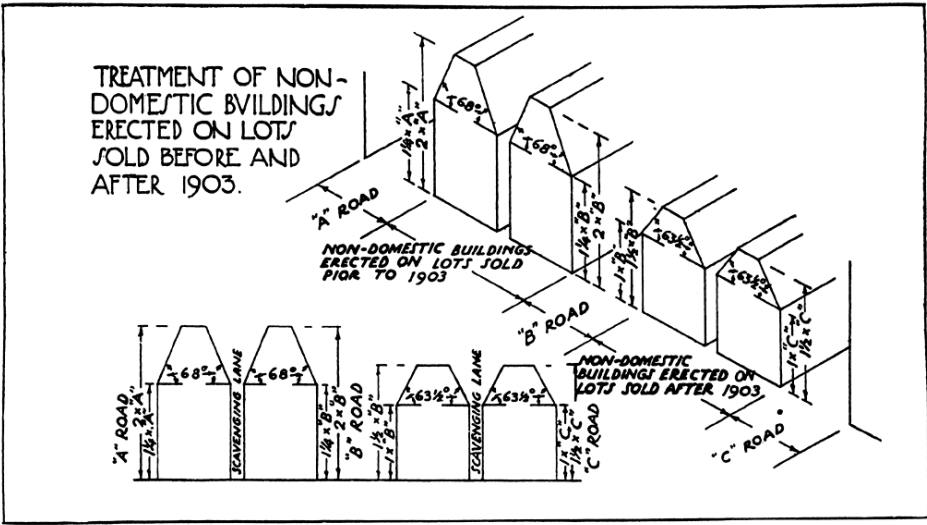 TREATMENT OF NON-
DOMESTIC BVILDINGS
ERECTED ON LOTS
SOLD BEFORE AND
AFTER 1903.
1¼×"A"
2×"A"
68°
68°
1¼×"B"
2×"B"
"A" ROAD
NON-DOMESTIC BUILDINGS
ERECTED ON LOTS SOLD
PIOR TO 1903
1×"B"
1½×"B"
63½°
63½°
1×"C"
1½×"C"
"B" ROAD
NON-DOMESTIC
BUILDINGS ERECTED ON
LOTS SOLD AFTER 1903
"C" ROAD
"A" ROAD
2×"A"
1¼×"A"
68°
SCAVENGING LANE
68°
1¼×"B"
2×"B"
"B" ROAD
1½×"B"
1×"B"
63½°
SCAVENGING LANE
63½°
1×"C"
1½×"C"
"C" ROAD